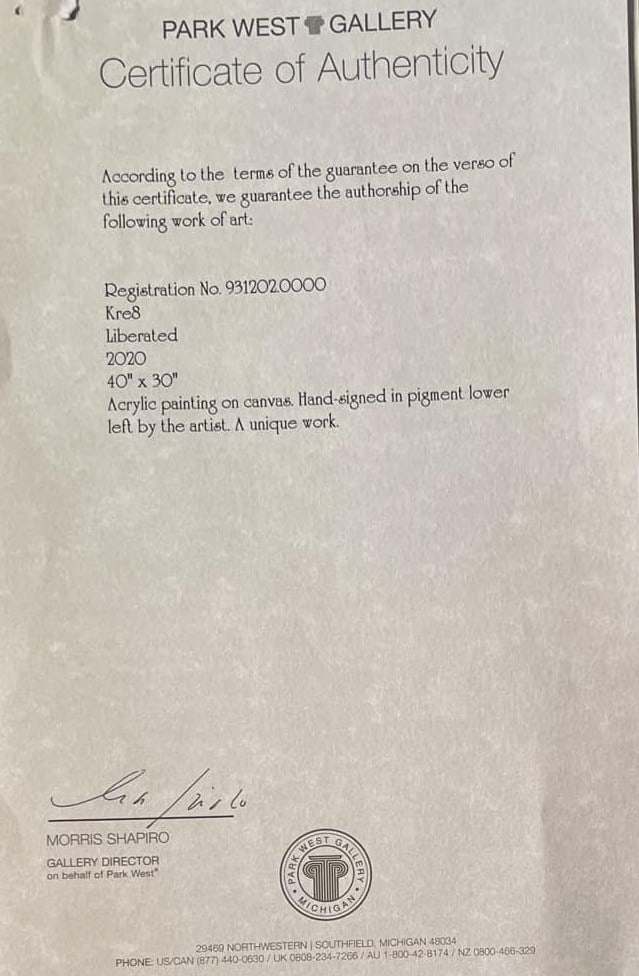 PARK WEST GALLERY
Certificate of Authenticity
According to the terms of the guarantee on the verso of
this certificate, we guarantee the authorship of the
following work of art:
Registration No. 9312020000
Kre8
Liberated
2020
40" x 30"
Acrylic painting on canvas. Hand-signed in pigment lower
left by the artist. A unique work.
MORRIS SHAPIRO
GALLERY DIRECTOR
on behalf of Park West®
PARK WEST GALLERY
• MICHIGAN •
29469 NORTHWESTERN | SOUTHFIELD, MICHIGAN 48034
PHONE: US/CAN (877) 440-0630 / UK 0808-234-7266 / AU 1-800-42-8174 / NZ 0800-466-329